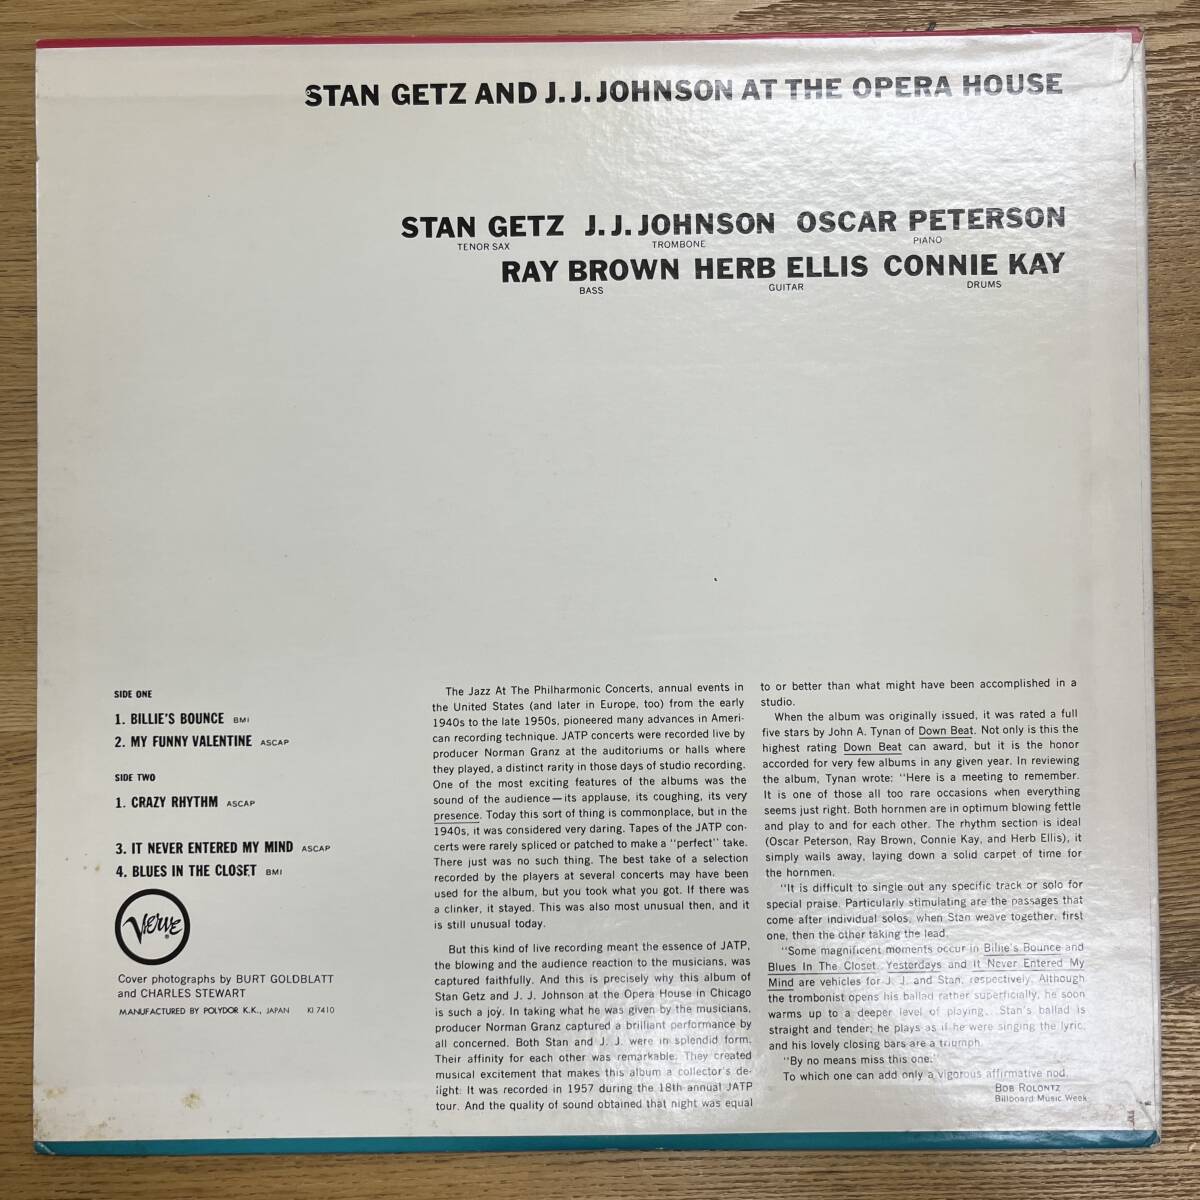 STAN GETZ AND J. J. JOHNSON AT THE OPERA HOUSE
STAN GETZ J. J. JOHNSON OSCAR PETERSON
TENOR SAX TROMBONE PIANO
RAY BROWN HERB ELLIS CONNIE KAY
BASS GUITAR DRUMS
SIDE ONE
1. BILLIE'S BOUNCE BMI
2. MY FUNNY VALENTINE ASCAP
SIDE TWO
1. CRAZY RHYTHM ASCAP
3. IT NEVER ENTERED MY MIND ASCAP
4. BLUES IN THE CLOSET BMI
VERVE ®
Cover photographs by BURT GOLDBLATT
and CHARLES STEWART
MANUFACTURED BY POLYDOR K.K., JAPAN KI 7410
The Jazz At The Philharmonic Concerts, annual events in
the United States (and later in Europe, too) from the early
1940s to the late 1950s, pioneered many advances in Ameri-
can recording technique. JATP concerts were recorded live by
producer Norman Granz at the auditoriums or halls where
they played, a distinct rarity in those days of studio recording.
One of the most exciting features of the albums was the
sound of the audience—its applause, its coughing, its very
presence. Today this sort of thing is commonplace, but in the
1940s, it was considered very daring. Tapes of the JATP con-
certs were rarely spliced or patched to make a "perfect" take.
There just was no such thing. The best take of a selection
recorded by the players at several concerts may have been
used for the album, but you took what you got. If there was
a clinker, it stayed. This was also most unusual then, and it
is still unusual today.
But this kind of live recording meant the essence of JATP,
the blowing and the audience reaction to the musicians, was
captured faithfully. And this is precisely why this album of
Stan Getz and J. J. Johnson at the Opera House in Chicago
is such a joy. In taking what he was given by the musicians,
producer Norman Granz captured a brilliant performance by
all concerned. Both Stan and J. J. were in splendid form.
Their affinity for each other was remarkable. They created
musical excitement that makes this album a collector's de-
light. It was recorded in 1957 during the 18th annual JATP
tour. And the quality of sound obtained that night was equal
to or better than what might have been accomplished in a
studio.
When the album was originally issued, it was rated a full
five stars by John A. Tynan of Down Beat. Not only is this the
highest rating Down Beat can award, but it is the honor
accorded for very few albums in any given year. In reviewing
the album, Tynan wrote: "Here is a meeting to remember.
It is one of those all too rare occasions when everything
seems just right. Both hornmen are in optimum blowing fettle
and play to and for each other. The rhythm section is ideal
(Oscar Peterson, Ray Brown, Connie Kay, and Herb Ellis), it
simply wails away, laying down a solid carpet of time for
the hornmen.
"It is difficult to single out any specific track or solo for
special praise. Particularly stimulating are the passages that
come after individual solos, when Stan weave together, first
one, then the other taking the lead.
"Some magnificent moments occur in Billie's Bounce and
Blues In The Closet. Yesterdays and It Never Entered My
Mind are vehicles for J. J. and Stan, respectively. Although
the trombonist opens his ballad rather superficially, he soon
warms up to a deeper level of playing... Stan's ballad is
straight and tender; he plays as if he were singing the lyric,
and his lovely closing bars are a triumph.
"By no means miss this one."
To which one can add only a vigorous affirmative nod.
BOB ROLONTZ
Billboard Music Week